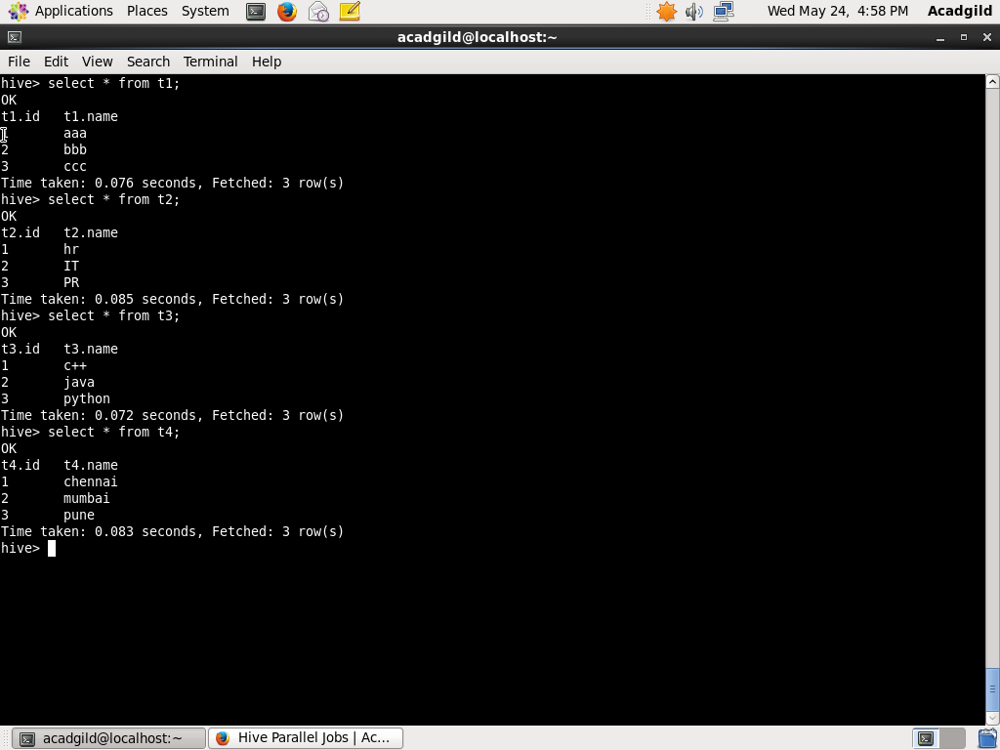 Applications Places System Wed May 24, 4:58 PM Acadgild
acadgild@localhost:~
File Edit View Search Terminal Help
hive> select * from t1;
OK
t1.id t1.name
aaa
2 bbb
3 ccc
Time taken: 0.076 seconds, Fetched: 3 row(s)
hive> select * from t2;
OK
t2.id t2.name
1 hr
2 IT
3 PR
Time taken: 0.085 seconds, Fetched: 3 row(s)
hive> select * from t3;
OK
t3.id t3.name
1 c++
2 java
3 python
Time taken: 0.072 seconds, Fetched: 3 row(s)
hive> select * from t4;
OK
t4.id t4.name
1 chennai
2 mumbai
3 pune
Time taken: 0.083 seconds, Fetched: 3 row(s)
hive>
acadgild@localhost:~ Hive Parallel Jobs | Ac...